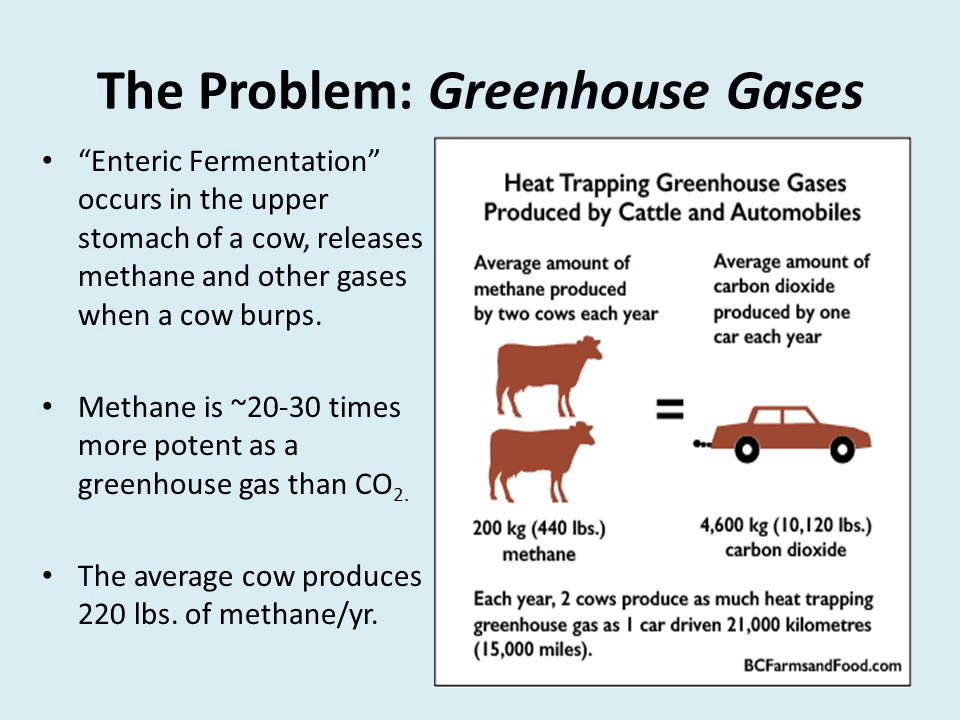 The Problem: Greenhouse Gases
• “Enteric Fermentation”
occurs in the upper
stomach of a cow, releases
methane and other gases
when a cow burps.
• Methane is ~20-30 times
more potent as a
greenhouse gas than CO₂.
• The average cow produces
220 lbs. of methane/yr.
Heat Trapping Greenhouse Gases
Produced by Cattle and Automobiles
Average amount of
methane produced
by two cows each year
Average amount of
carbon dioxide
produced by one
car each year
=
200 kg (440 lbs.)
methane
4,600 kg (10,120 lbs.)
carbon dioxide
Each year, 2 cows produce as much heat trapping
greenhouse gas as 1 car driven 21,000 kilometres
(15,000 miles).
BCFarmsandFood.com